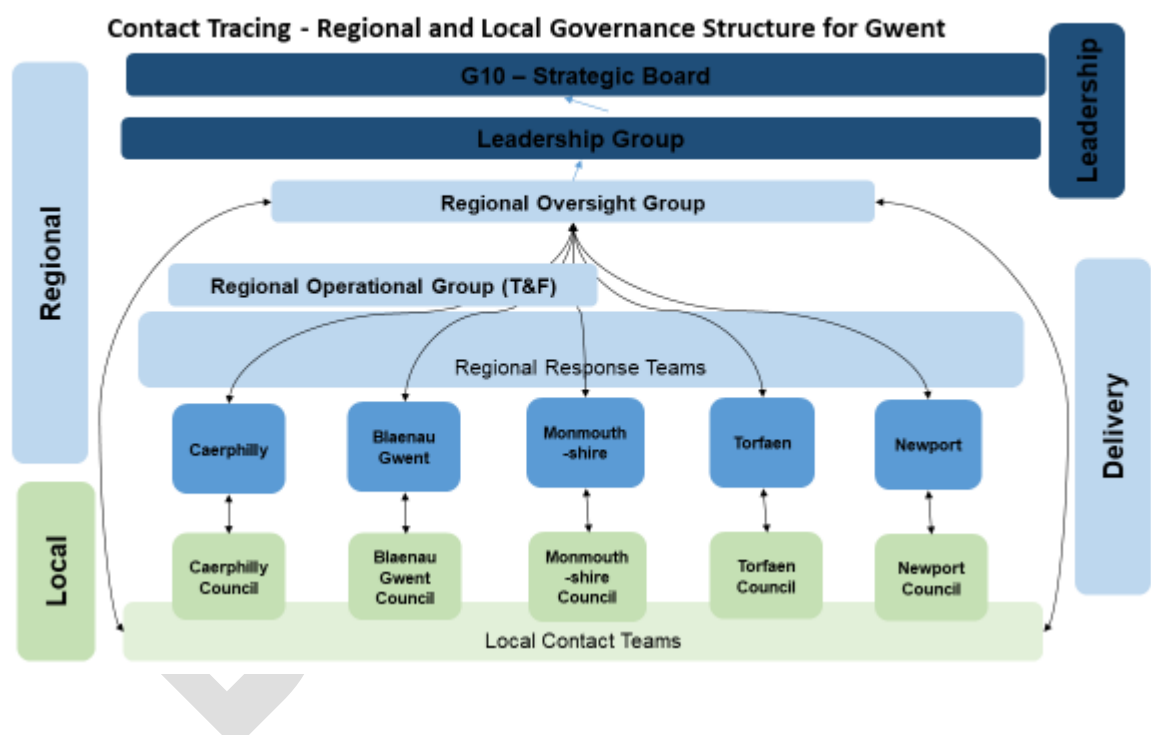 Contact Tracing - Regional and Local Governance Structure for Gwent
G10 – Strategic Board
Leadership Group
Leadership
Regional Oversight Group
Regional
Regional Operational Group (T&F)
Regional Response Teams
Delivery
Caerphilly
Blaenau
Gwent
Monmouth
-shire
Torfaen
Newport
Local
Caerphilly
Council
Blaenau
Gwent
Council
Monmouth
-shire
Council
Torfaen
Council
Newport
Council
Local Contact Teams